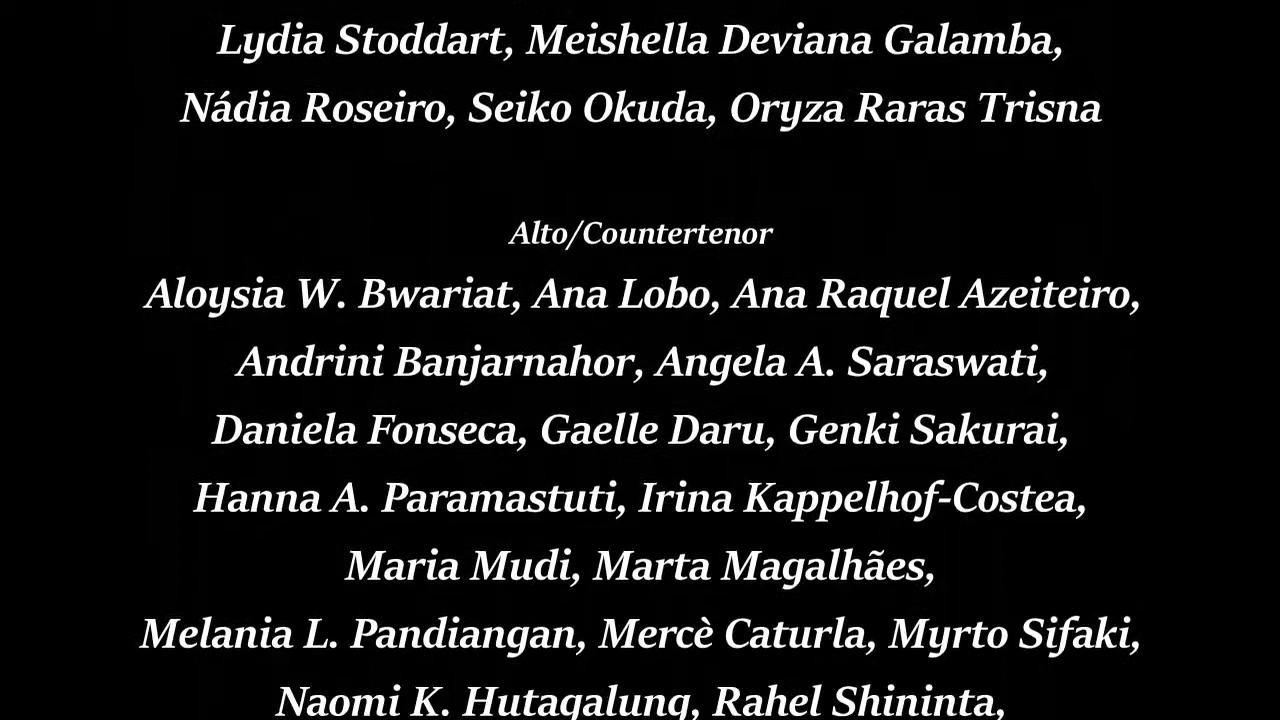 Lydia Stoddart, Meishella Deviana Galamba,
Nádia Roseiro, Seiko Okuda, Oryza Raras Trisna
Alto/Countertenor
Aloysia W. Bwariat, Ana Lobo, Ana Raquel Azeiteiro,
Andrini Banjarnahor, Angela A. Saraswati,
Daniela Fonseca, Gaelle Daru, Genki Sakurai,
Hanna A. Paramastuti, Irina Kappelhof-Costea,
Maria Mudi, Marta Magalhães,
Melania L. Pandiangan, Mercè Caturla, Myrto Sifaki,
Naomi K. Hutagalung, Rahel Shininta,